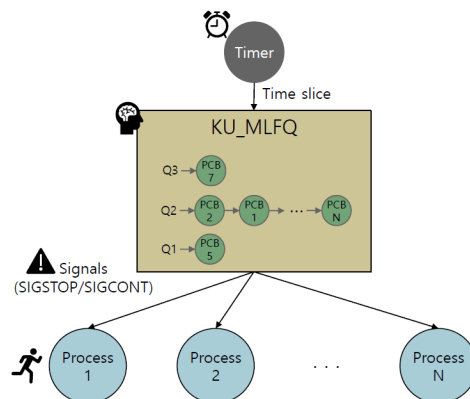 Timer
Time slice
KU_MLFQ
Q3
PCB
7
Q2
PCB
2
PCB
1
...
PCB
N
Q1
PCB
5
Signals
(SIGSTOP/SIGCONT)
Process
1
Process
2
. . .
Process
N